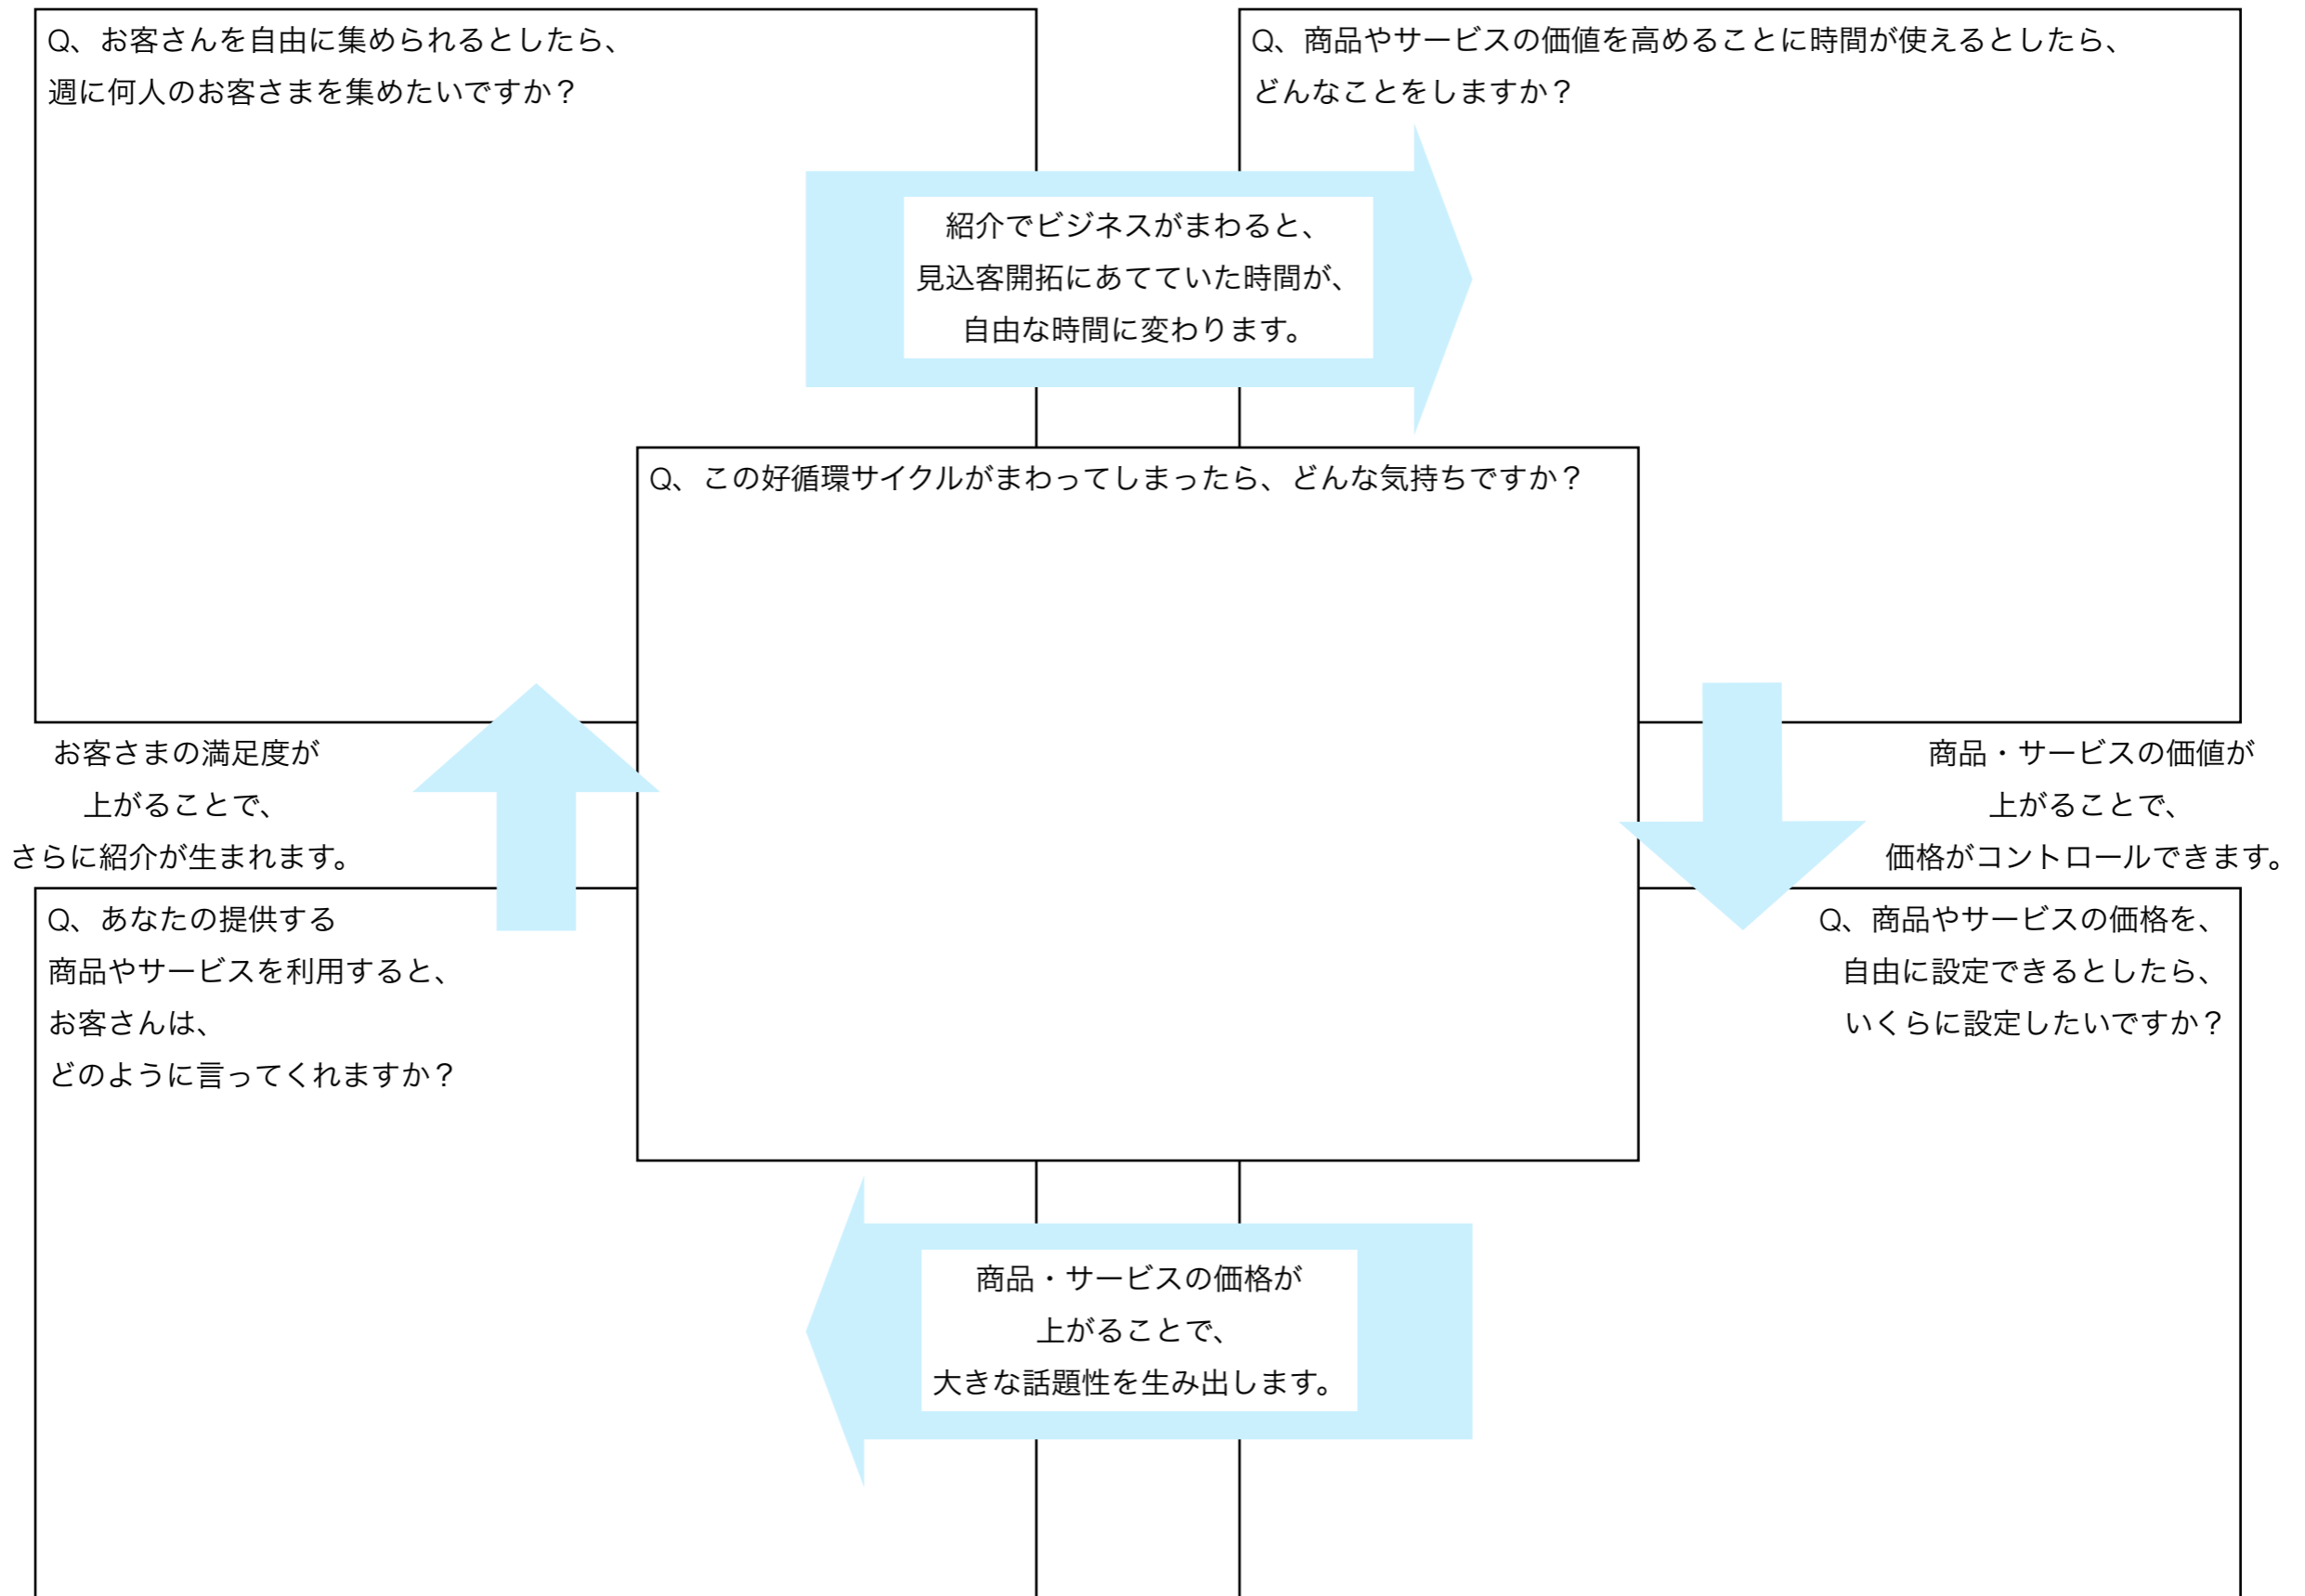 Q、お客さんを自由に集められるとしたら、
週に何人のお客さまを集めたいですか？
Q、商品やサービスの価値を高めることに時間が使えるとしたら、
どんなことをしますか？
紹介でビジネスがまわると、
見込客開拓にあてていた時間が、
自由な時間に変わります。
Q、この好循環サイクルがまわってしまったら、どんな気持ちですか？
お客さまの満足度が
上がることで、
さらに紹介が生まれます。
商品・サービスの価値が
上がることで、
価格がコントロールできます。
Q、あなたの提供する
商品やサービスを利用すると、
お客さんは、
どのように言ってくれますか？
Q、商品やサービスの価格を、
自由に設定できるとしたら、
いくらに設定したいですか？
商品・サービスの価格が
上がることで、
大きな話題性を生み出します。